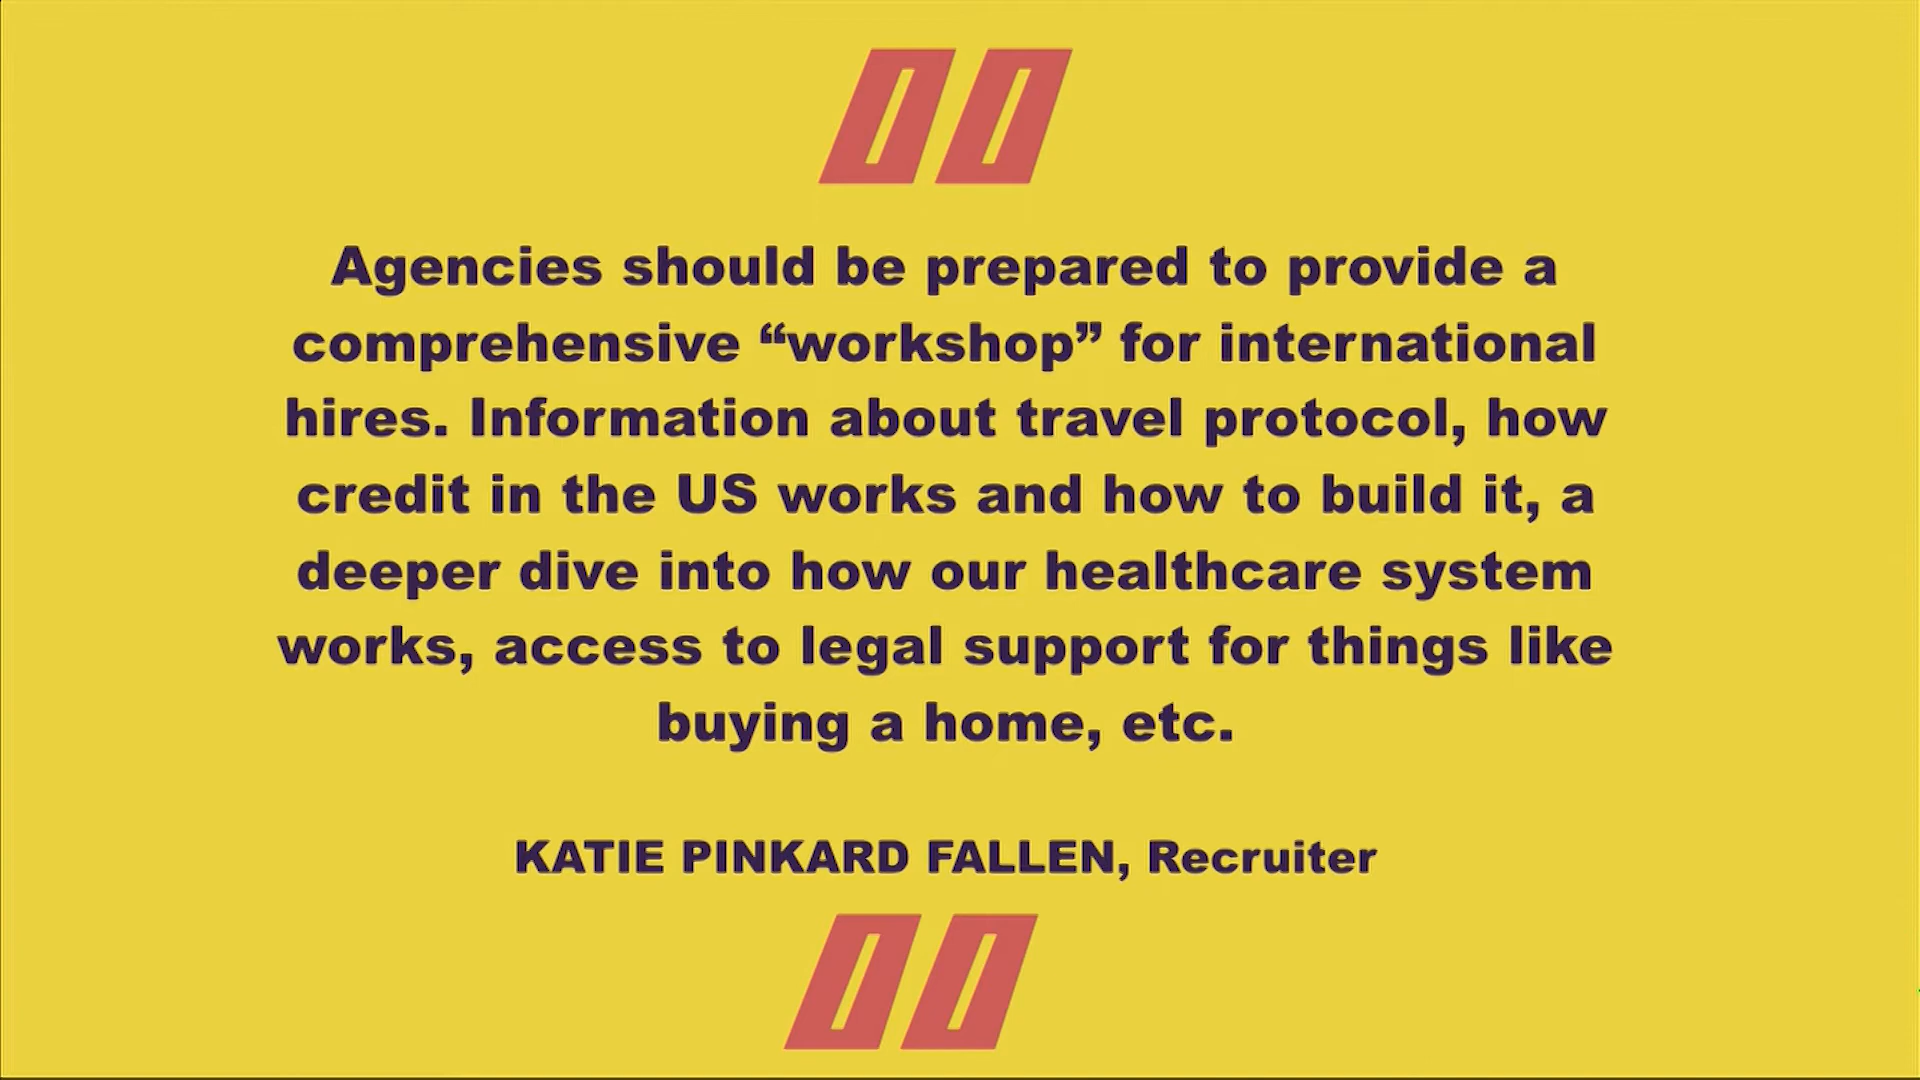 Agencies should be prepared to provide a
comprehensive “workshop” for international
hires. Information about travel protocol, how
credit in the US works and how to build it, a
deeper dive into how our healthcare system
works, access to legal support for things like
buying a home, etc.
KATIE PINKARD FALLEN, Recruiter